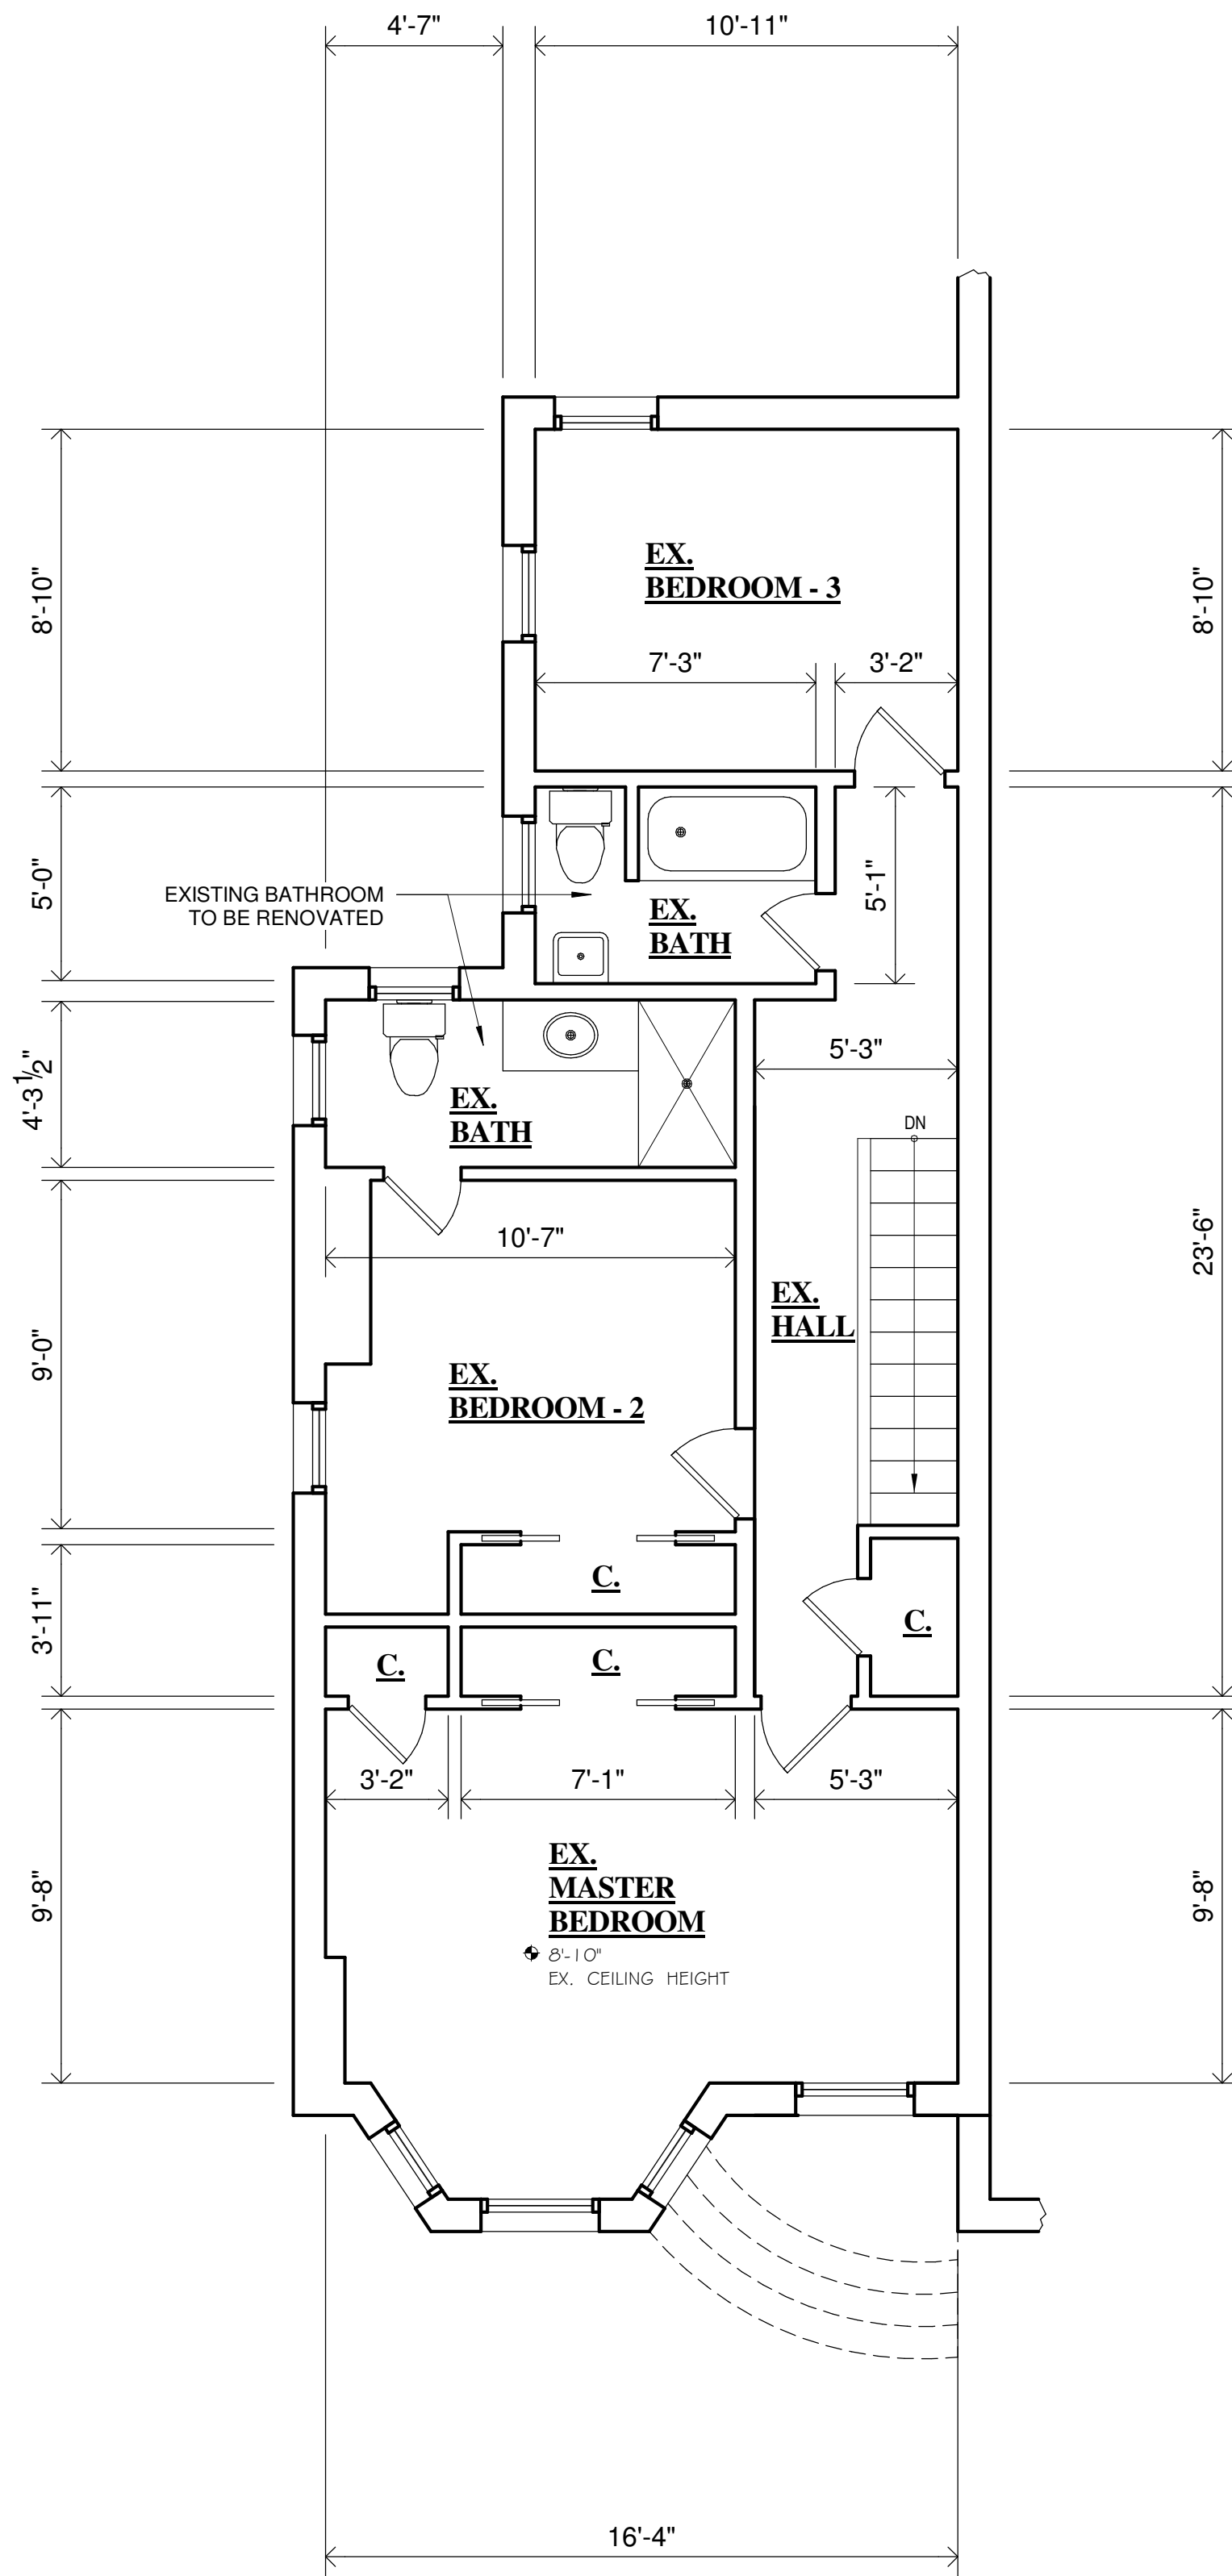 4'-7"
10'-11"
EX.
BEDROOM - 3
8'-10"
8'-10"
7'-3"
3'-2"
5'-0"
EXISTING BATHROOM
TO BE RENOVATED
5'-1"
EX.
BATH
4'-3 1/2"
5'-3"
EX.
BATH
DN
10'-7"
23'-6"
EX.
HALL
9'-0"
EX.
BEDROOM - 2
C.
3'-11"
C.
C.
C.
3'-2"
7'-1"
5'-3"
EX.
MASTER
BEDROOM
9'-8"
9'-8"
8'-10"
EX. CEILING HEIGHT
16'-4"